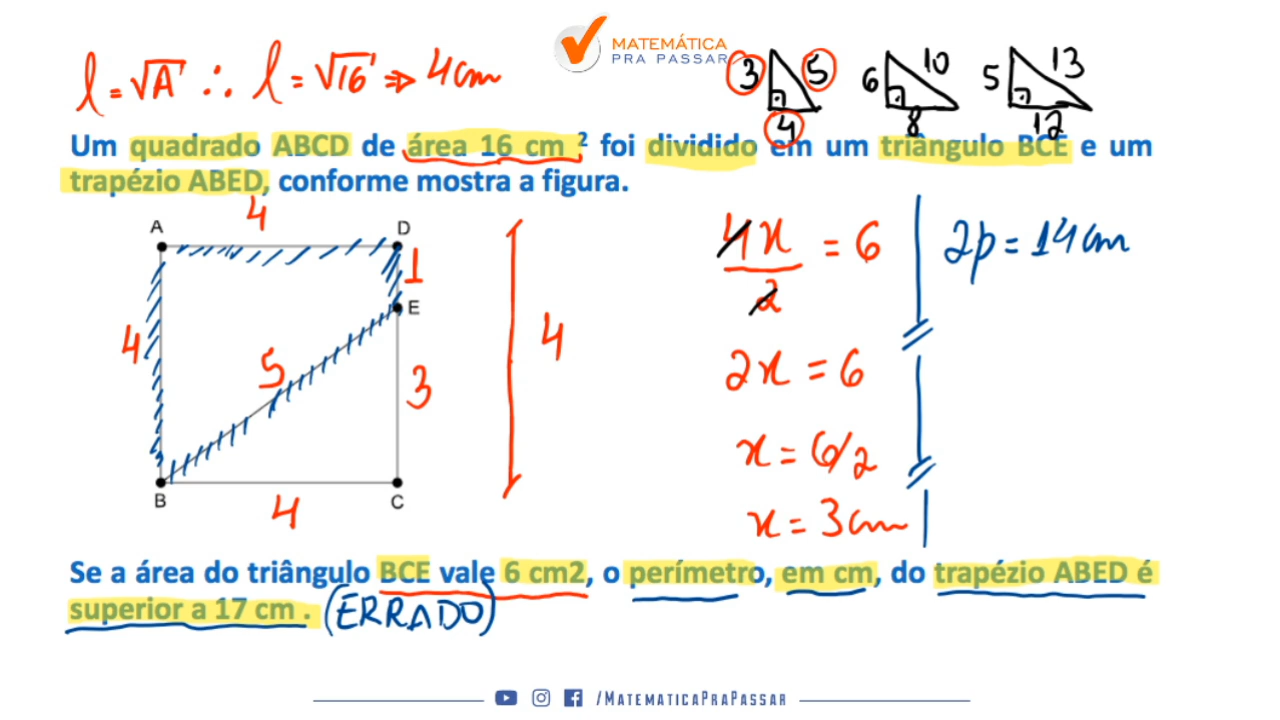 l = √A ∴ l = √16 ⇒ 4cm
MATEMÁTICA
PRA PASSAR
3 5
4
6 10
8
5 13
12
Um quadrado ABCD de área 16 cm ² foi dividido em um triângulo BCE e um
trapézio ABED, conforme mostra a figura.
4
A D
1
E
4
5
3
4
B C
4
4x/2 = 6
2x = 6
x = 6/2
x = 3cm
2p = 14cm
Se a área do triângulo BCE vale 6 cm2, o perímetro, em cm, do trapézio ABED é
superior a 17 cm . (ERRADO)
/MATEMATICAPRAPASSAR